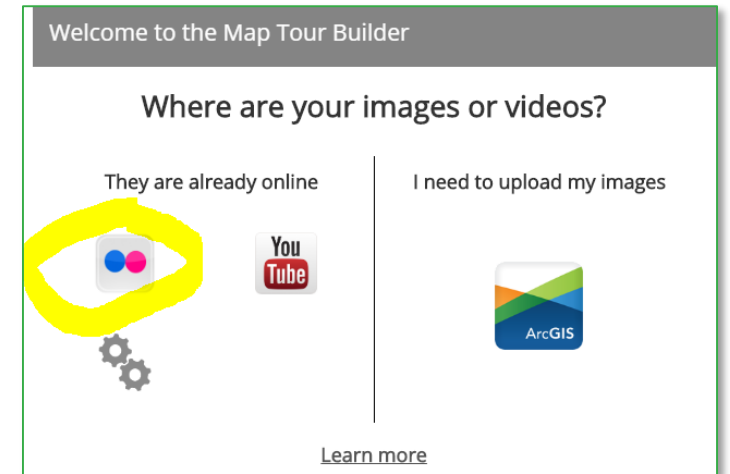 Welcome to the Map Tour Builder
Where are your images or videos?
They are already online
I need to upload my images
You
Tube
ArcGIS
Learn more